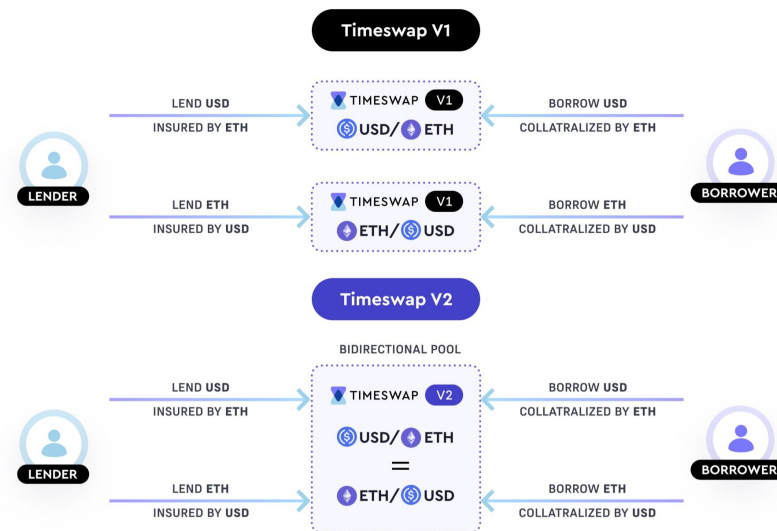 Timeswap V1
TIMESWAP V1
USD/ETH
LEND USD
INSURED BY ETH
BORROW USD
COLLATRALIZED BY ETH
LENDER
BORROWER
TIMESWAP V1
ETH/USD
LEND ETH
INSURED BY USD
BORROW ETH
COLLATRALIZED BY USD
Timeswap V2
BIDIRECTIONAL POOL
TIMESWAP V2
LEND USD
INSURED BY ETH
BORROW USD
COLLATRALIZED BY ETH
USD/ETH
=
ETH/USD
LENDER
BORROWER
LEND ETH
INSURED BY USD
BORROW ETH
COLLATRALIZED BY USD